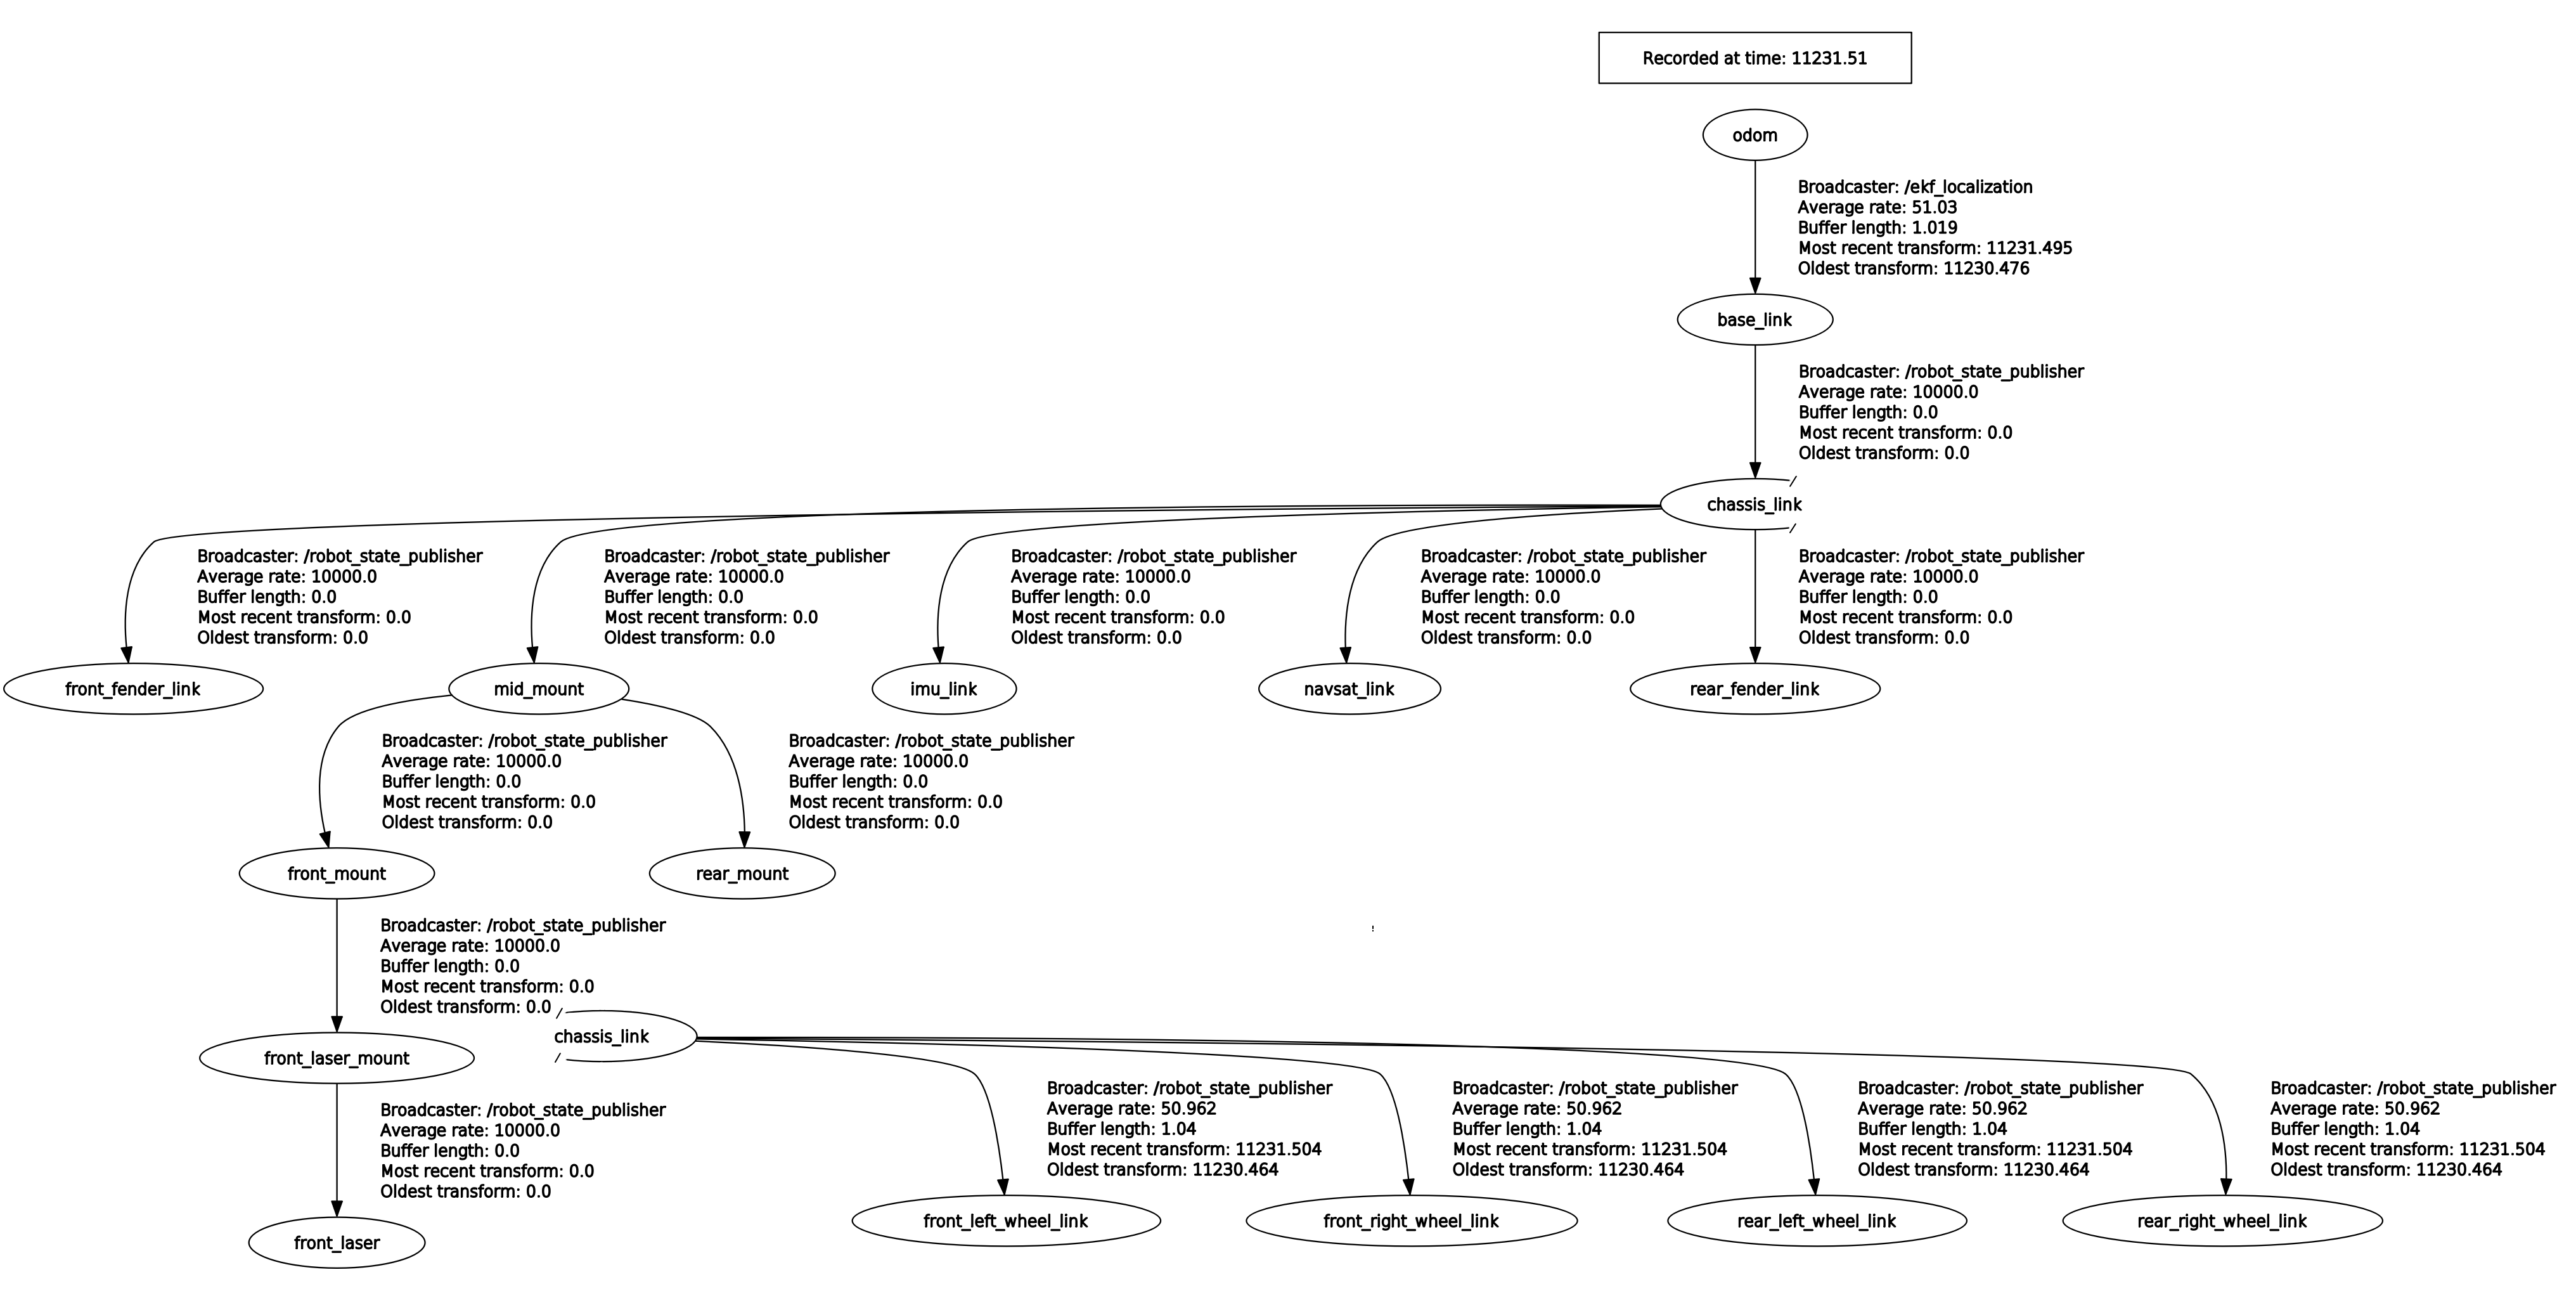 Recorded at time: 11231.51
odom
Broadcaster: /ekf_localization
Average rate: 51.03
Buffer length: 1.019
Most recent transform: 11231.495
Oldest transform: 11230.476
base_link
Broadcaster: /robot_state_publisher
Average rate: 10000.0
Buffer length: 0.0
Most recent transform: 0.0
Oldest transform: 0.0
chassis_link
Broadcaster: /robot_state_publisher
Average rate: 10000.0
Buffer length: 0.0
Most recent transform: 0.0
Oldest transform: 0.0
Broadcaster: /robot_state_publisher
Average rate: 10000.0
Buffer length: 0.0
Most recent transform: 0.0
Oldest transform: 0.0
Broadcaster: /robot_state_publisher
Average rate: 10000.0
Buffer length: 0.0
Most recent transform: 0.0
Oldest transform: 0.0
Broadcaster: /robot_state_publisher
Average rate: 10000.0
Buffer length: 0.0
Most recent transform: 0.0
Oldest transform: 0.0
Broadcaster: /robot_state_publisher
Average rate: 10000.0
Buffer length: 0.0
Most recent transform: 0.0
Oldest transform: 0.0
front_fender_link
mid_mount
imu_link
navsat_link
rear_fender_link
Broadcaster: /robot_state_publisher
Average rate: 10000.0
Buffer length: 0.0
Most recent transform: 0.0
Oldest transform: 0.0
Broadcaster: /robot_state_publisher
Average rate: 10000.0
Buffer length: 0.0
Most recent transform: 0.0
Oldest transform: 0.0
front_mount
rear_mount
Broadcaster: /robot_state_publisher
Average rate: 10000.0
Buffer length: 0.0
Most recent transform: 0.0
Oldest transform: 0.0
front_laser_mount
Broadcaster: /robot_state_publisher
Average rate: 10000.0
Buffer length: 0.0
Most recent transform: 0.0
Oldest transform: 0.0
front_laser
chassis_link
Broadcaster: /robot_state_publisher
Average rate: 50.962
Buffer length: 1.04
Most recent transform: 11231.504
Oldest transform: 11230.464
Broadcaster: /robot_state_publisher
Average rate: 50.962
Buffer length: 1.04
Most recent transform: 11231.504
Oldest transform: 11230.464
Broadcaster: /robot_state_publisher
Average rate: 50.962
Buffer length: 1.04
Most recent transform: 11231.504
Oldest transform: 11230.464
Broadcaster: /robot_state_publisher
Average rate: 50.962
Buffer length: 1.04
Most recent transform: 11231.504
Oldest transform: 11230.464
front_left_wheel_link
front_right_wheel_link
rear_left_wheel_link
rear_right_wheel_link